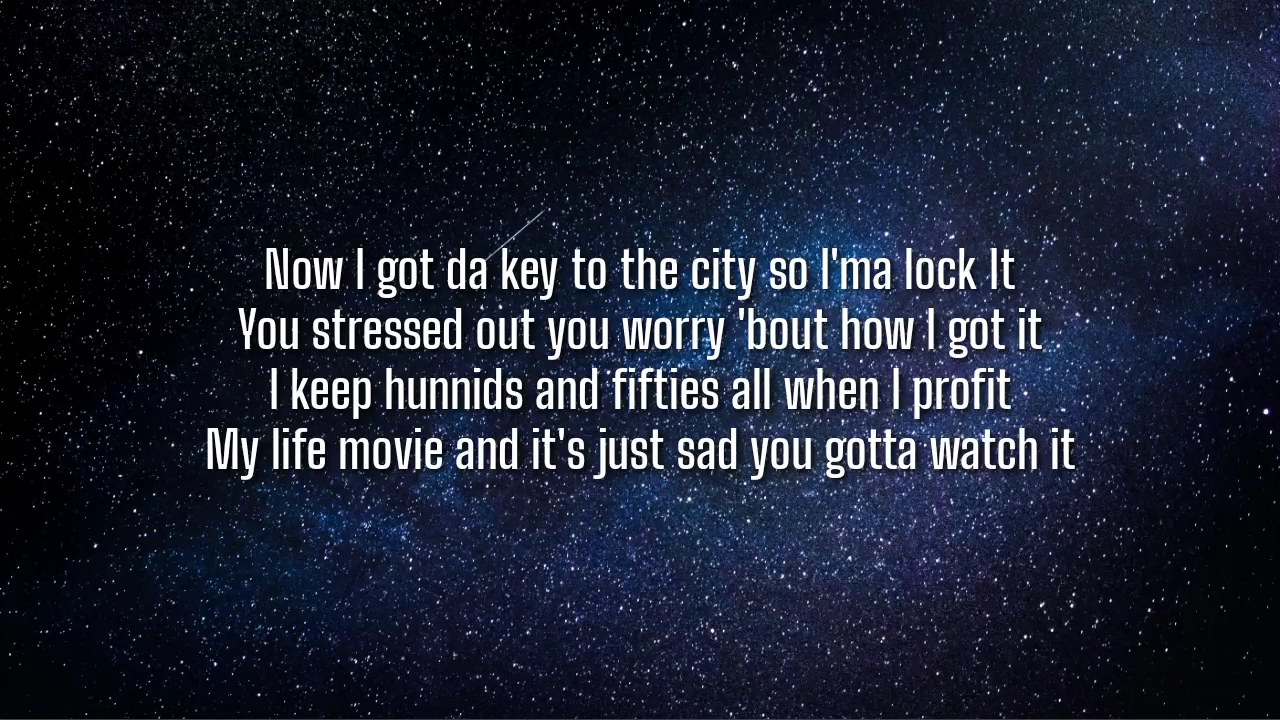 Now I got da key to the city so I'ma lock It
You stressed out you worry 'bout how I got it
I keep hunnids and fifties all when I profit
My life movie and it's just sad you gotta watch it